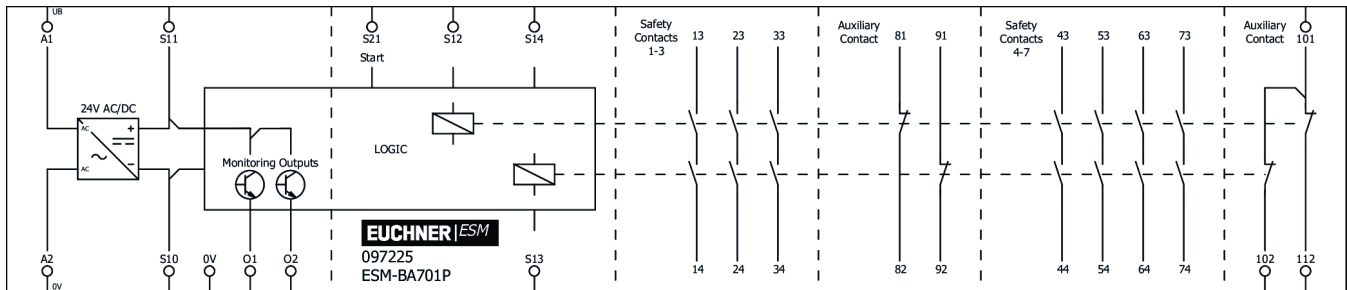 UB
A1
S11
S21
S12
S14
Safety
Contacts
1-3
13
23
33
Auxiliary
Contact
81
91
Safety
Contacts
4-7
43
53
63
73
Auxiliary
Contact
101
Start
24V AC/DC
AC
+
AC
-
Monitoring Outputs
LOGIC
EUCHNER|ESM
097225
ESM-BA701P
A2
0V
S10
0V
O1
O2
S13
14
24
34
82
92
44
54
64
74
102
112